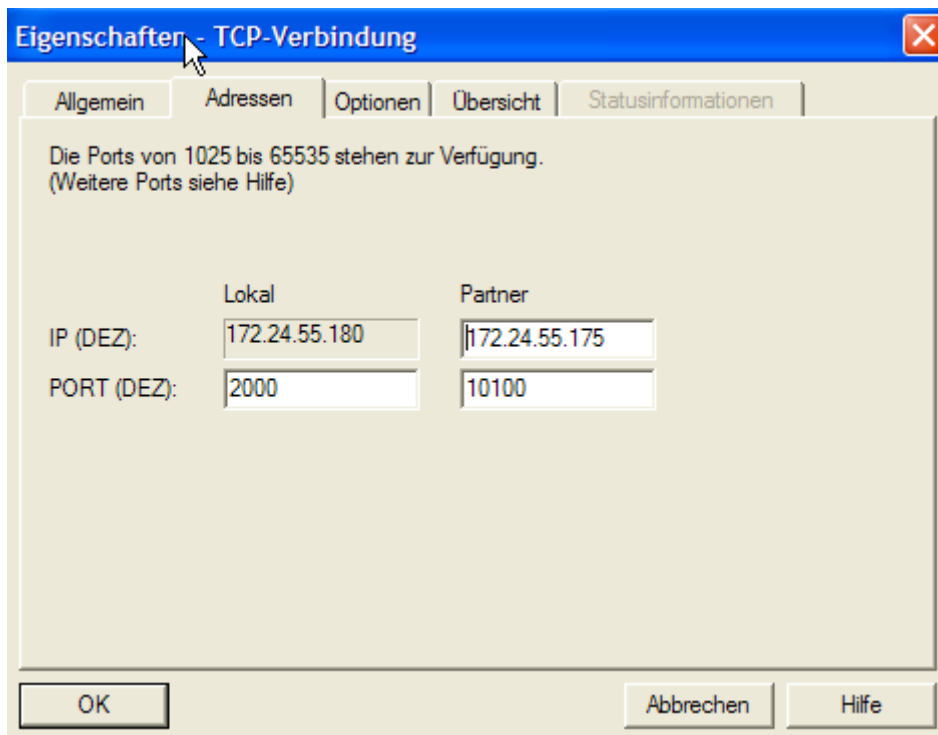 Eigenschaften - TCP-Verbindung
Allgemein Adressen Optionen Übersicht Statusinformationen
Die Ports von 1025 bis 65535 stehen zur Verfügung.
(Weitere Ports siehe Hilfe)
Lokal Partner
IP (DEZ): 172.24.55.180 172.24.55.175
PORT (DEZ): 2000 10100
OK Abbrechen Hilfe